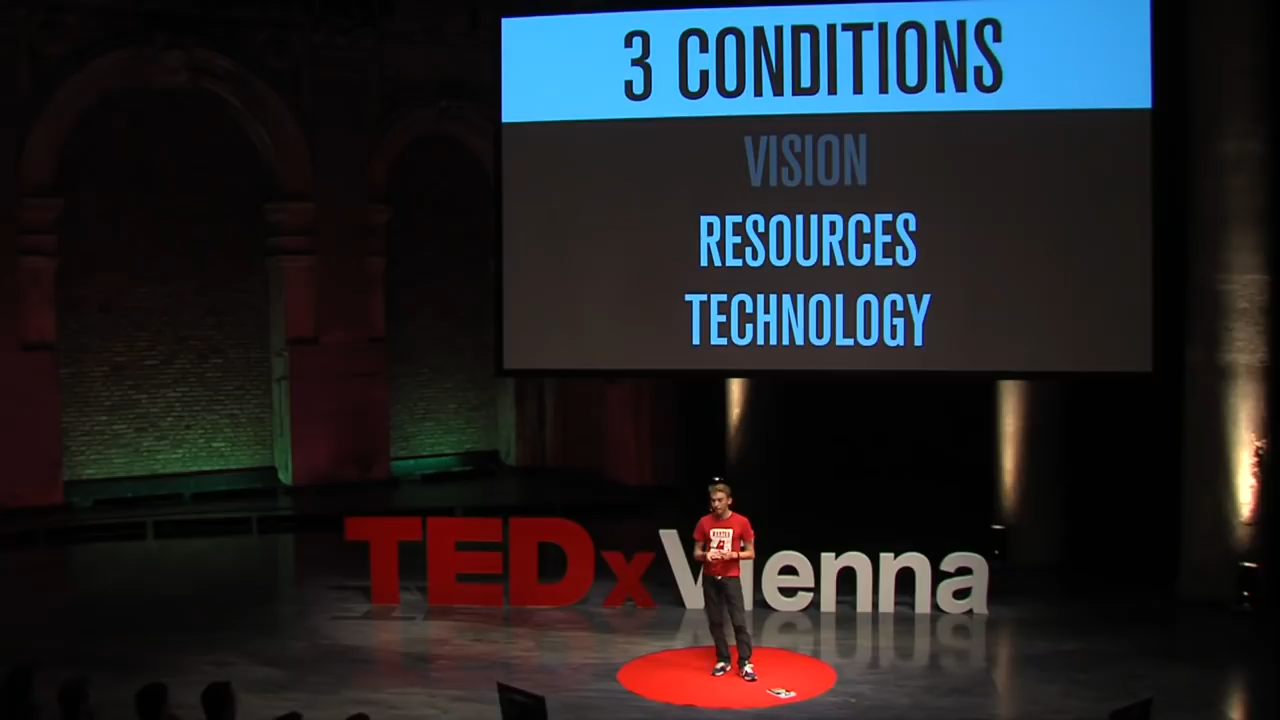 3 CONDITIONS
VISION
RESOURCES
TECHNOLOGY
TEDxVienna